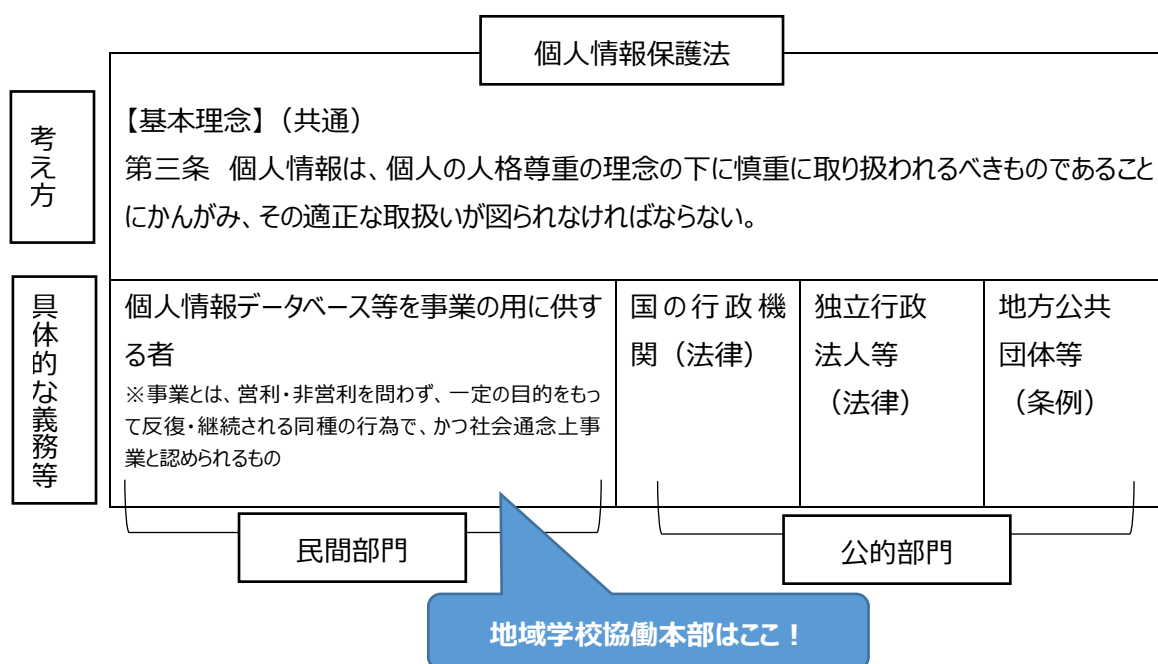 個人情報保護法
考え方
【基本理念】（共通）
第三条　個人情報は、個人の人格尊重の理念の下に慎重に取り扱われるべきものであること
にかんがみ、その適正な取扱いが図られなければならない。
具体的な義務等
個人情報データベース等を事業の用に供す
る者
※事業とは、営利・非営利を問わず、一定の目的をもっ
て反復・継続される同種の行為で、かつ社会通念上事
業と認められるもの
国の行政機
関（法律）
独立行政
法人等
（法律）
地方公共
団体等
（条例）
民間部門
公的部門
地域学校協働本部はここ！